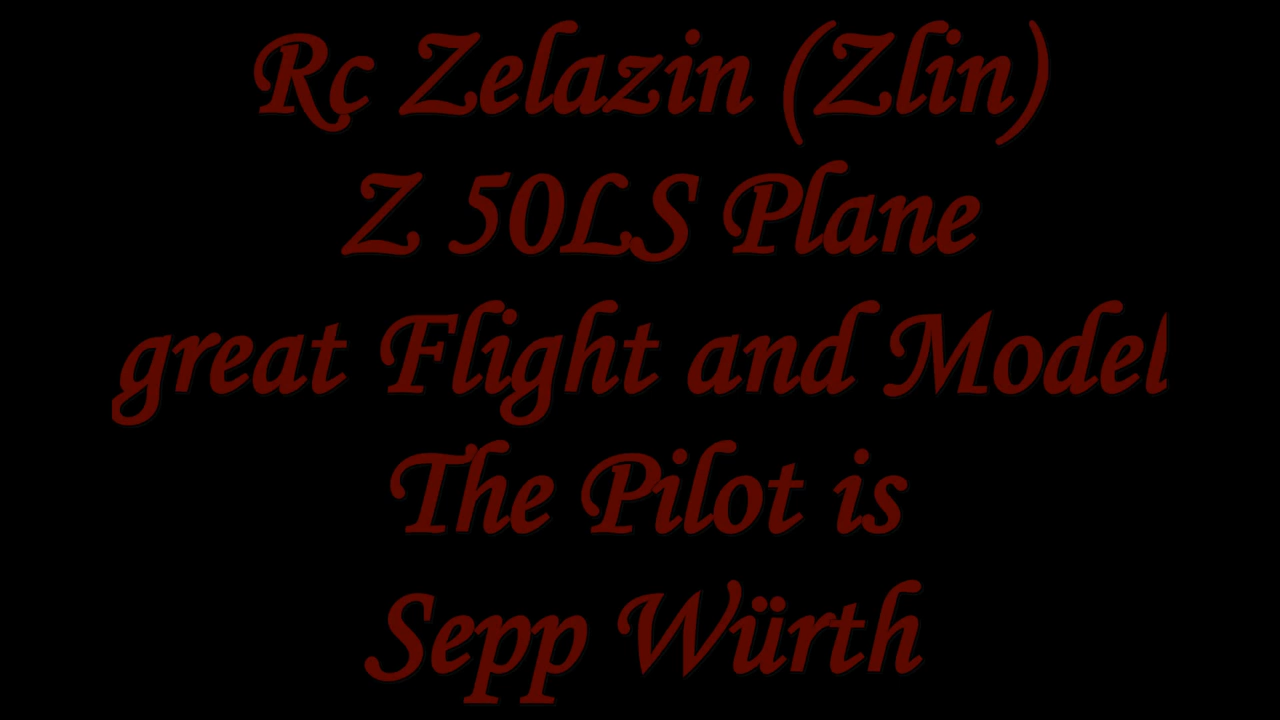 Rc Zelazin (Zlin)
Z 50LS Plane
great Flight and Model
The Pilot is
Sepp Würth